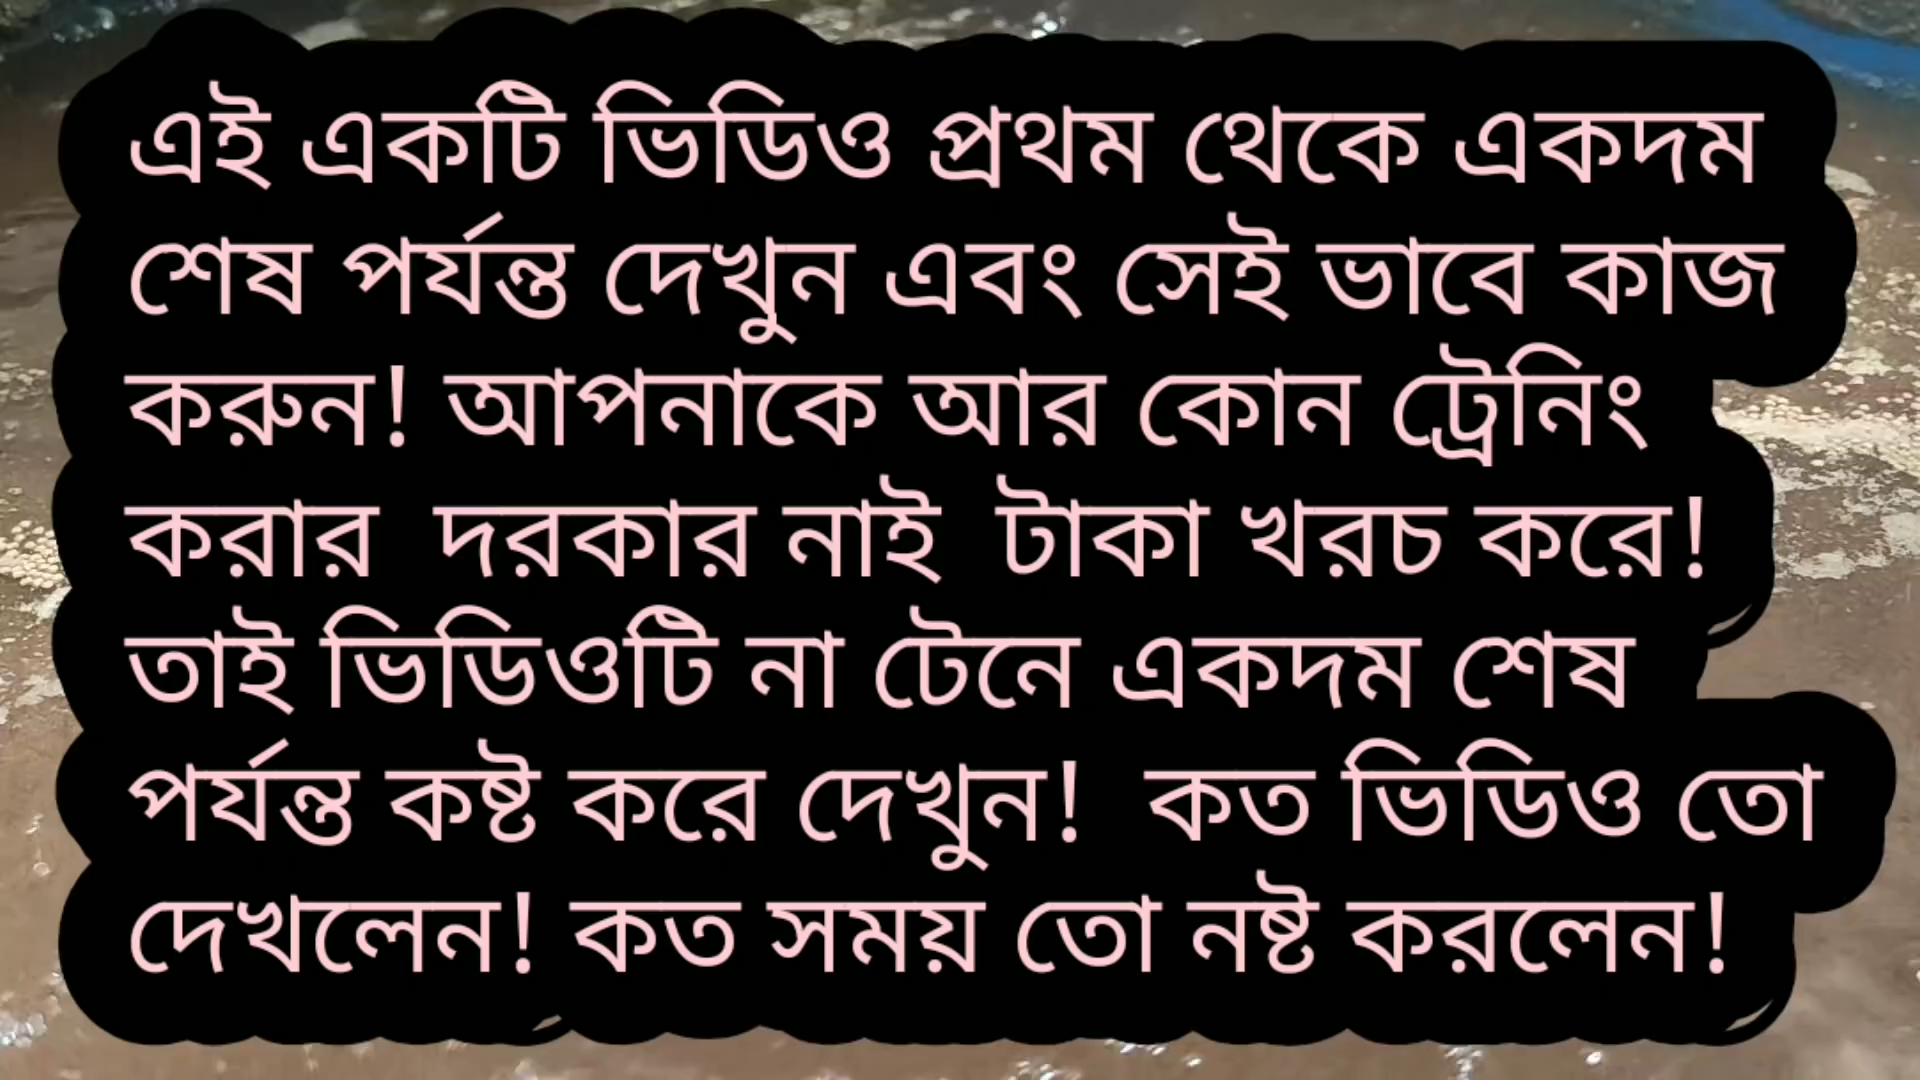 এই একটি ভিডিও প্রথম থেকে একদম
শেষ পর্যন্ত দেখুন এবং সেই ভাবে কাজ
করুন! আপনাকে আর কোন ট্রেনিং
করার দরকার নাই টাকা খরচ করে!
তাই ভিডিওটি না টেনে একদম শেষ
পর্যন্ত কষ্ট করে দেখুন! কত ভিডিও তো
দেখলেন! কত সময় তো নষ্ট করলেন!